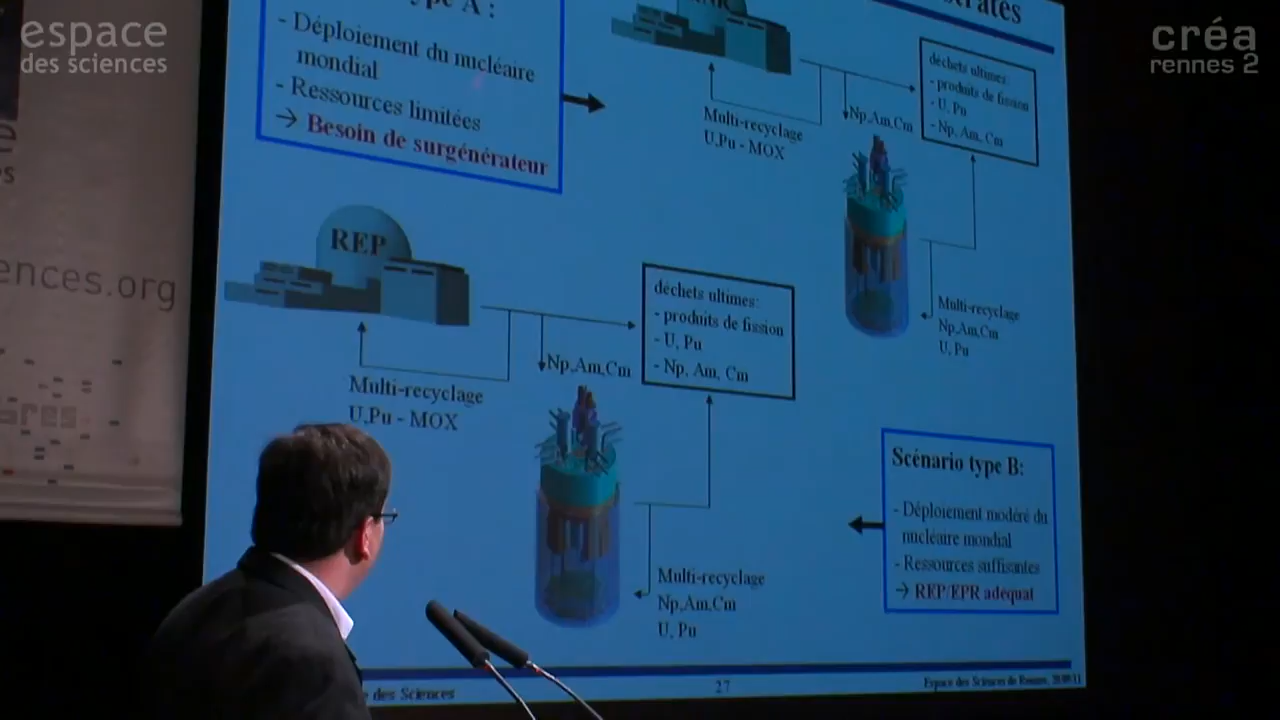 espace
des sciences
créa
rennes 2
ences.org
A :
- Déploiement du nucléaire
mondial
- Ressources limitées
→ Besoin de surgénérateur
déchets ultimes:
- produits de fission
- U, Pu
- Np, Am, Cm
Np,Am,Cm
Multi-recyclage
U,Pu - MOX
Multi-recyclage
Np,Am,Cm
U, Pu
REP
déchets ultimes:
- produits de fission
- U, Pu
- Np, Am, Cm
Np,Am,Cm
Multi-recyclage
U,Pu - MOX
Multi-recyclage
Np,Am,Cm
U, Pu
Scénario type B:
- Déploiement modéré du
nucléaire mondial
- Ressources suffisantes
→ REP/EPR adéquat
des Sciences
27
Espace des Sciences de Rennes,